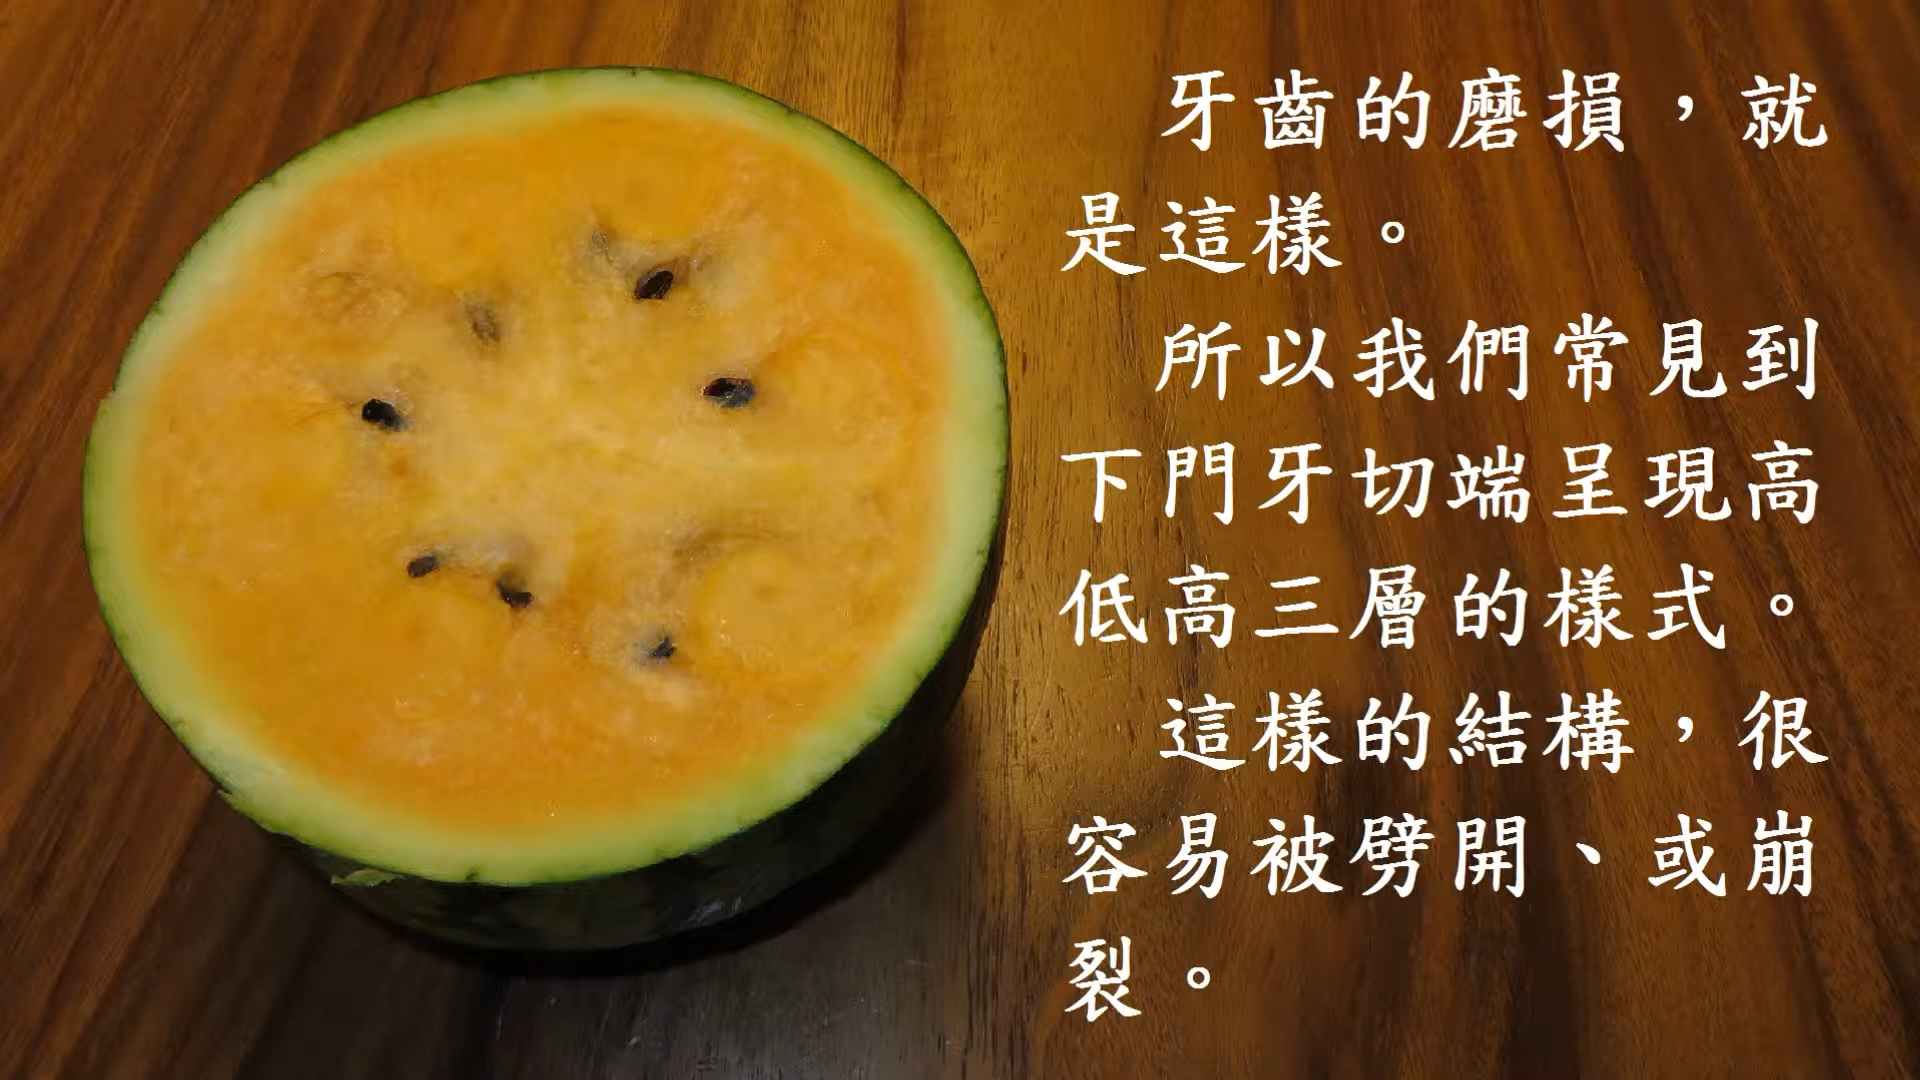 牙齒的磨損，就
是這樣。
所以我們常見到
下門牙切端呈現高
低高三層的樣式。
這樣的結構，很
容易被劈開、或崩
裂。